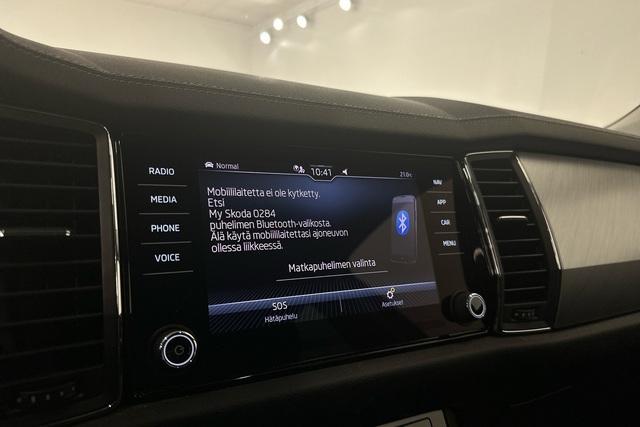 RADIO
MEDIA
PHONE
VOICE
Normal
10:41
21.0°C
Mobiililaitetta ei ole kytketty.
Etsi
My Skoda 0284
puhelimen Bluetooth-valikosta.
Älä käytä mobiililaitettasi ajoneuvon
ollessa liikkeessä.
Matkapuhelimen valinta
SOS
Hätäpuhelu
Asetukset
NAV
APP
CAR
MENU